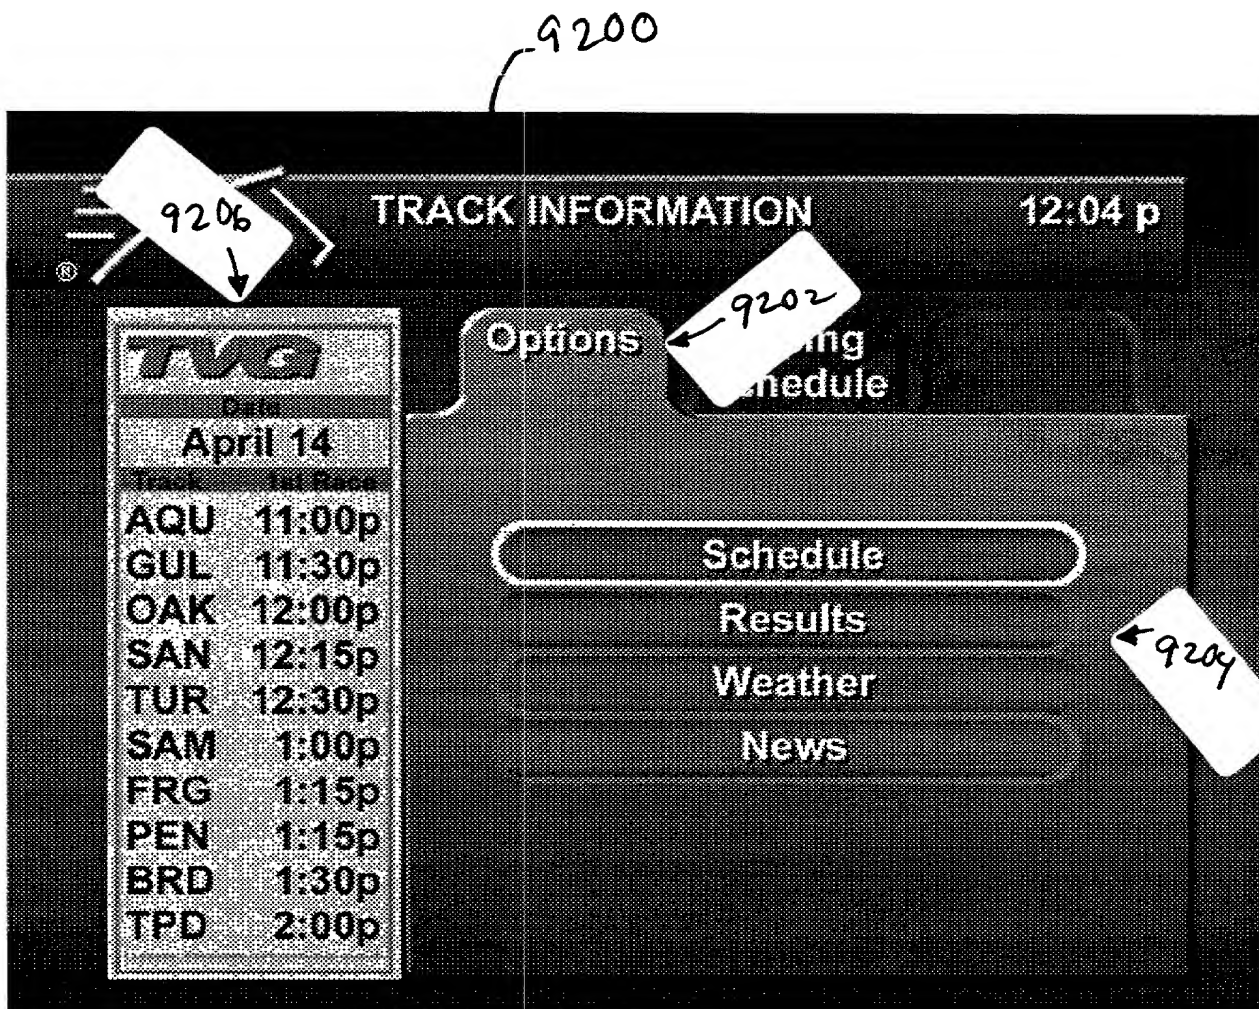 9200
9206
TRACK INFORMATION 12:04 p
®
9202
Options
TVG
Date
April 14
Track 1st Race
AQU 11:00p
GUL 11:30p
OAK 12:00p
SAN 12:15p
TUR 12:30p
SAM 1:00p
FRG 1:15p
PEN 1:15p
BRD 1:30p
TPD 2:00p
Schedule
Results
Weather
News
9204